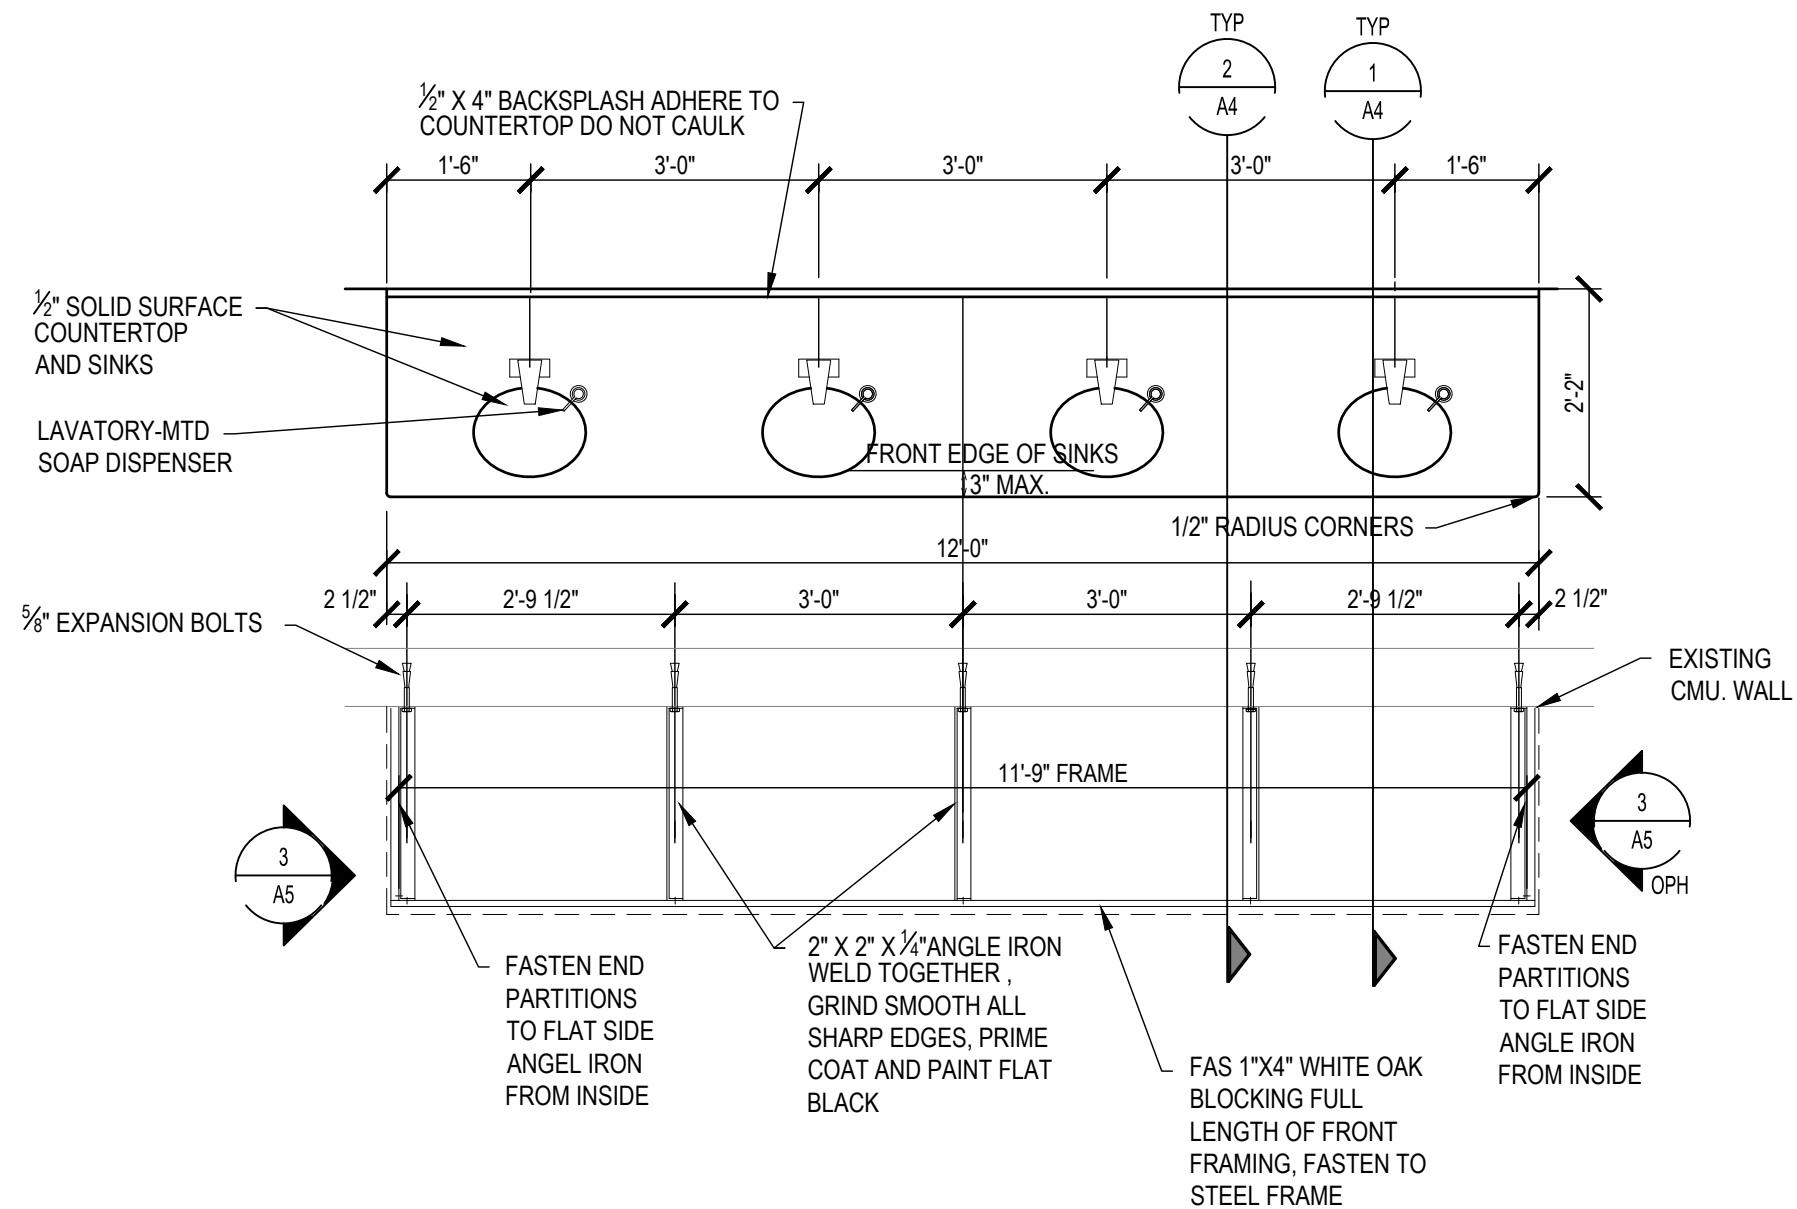 TYP
2
A4
TYP
1
A4
½" X 4" BACKSPLASH ADHERE TO
COUNTERTOP DO NOT CAULK
1'-6"
3'-0"
3'-0"
3'-0"
1'-6"
½" SOLID SURFACE
COUNTERTOP
AND SINKS
LAVATORY-MTD
SOAP DISPENSER
2'-2"
FRONT EDGE OF SINKS
3" MAX.
1/2" RADIUS CORNERS
12'-0"
2 1/2"
2'-9 1/2"
3'-0"
3'-0"
2'-9 1/2"
2 1/2"
⅝" EXPANSION BOLTS
EXISTING
CMU. WALL
11'-9" FRAME
3
A5
3
A5
OPH
FASTEN END
PARTITIONS
TO FLAT SIDE
ANGEL IRON
FROM INSIDE
2" X 2" X ¼"ANGLE IRON
WELD TOGETHER ,
GRIND SMOOTH ALL
SHARP EDGES, PRIME
COAT AND PAINT FLAT
BLACK
FAS 1"X4" WHITE OAK
BLOCKING FULL
LENGTH OF FRONT
FRAMING, FASTEN TO
STEEL FRAME
FASTEN END
PARTITIONS
TO FLAT SIDE
ANGLE IRON
FROM INSIDE